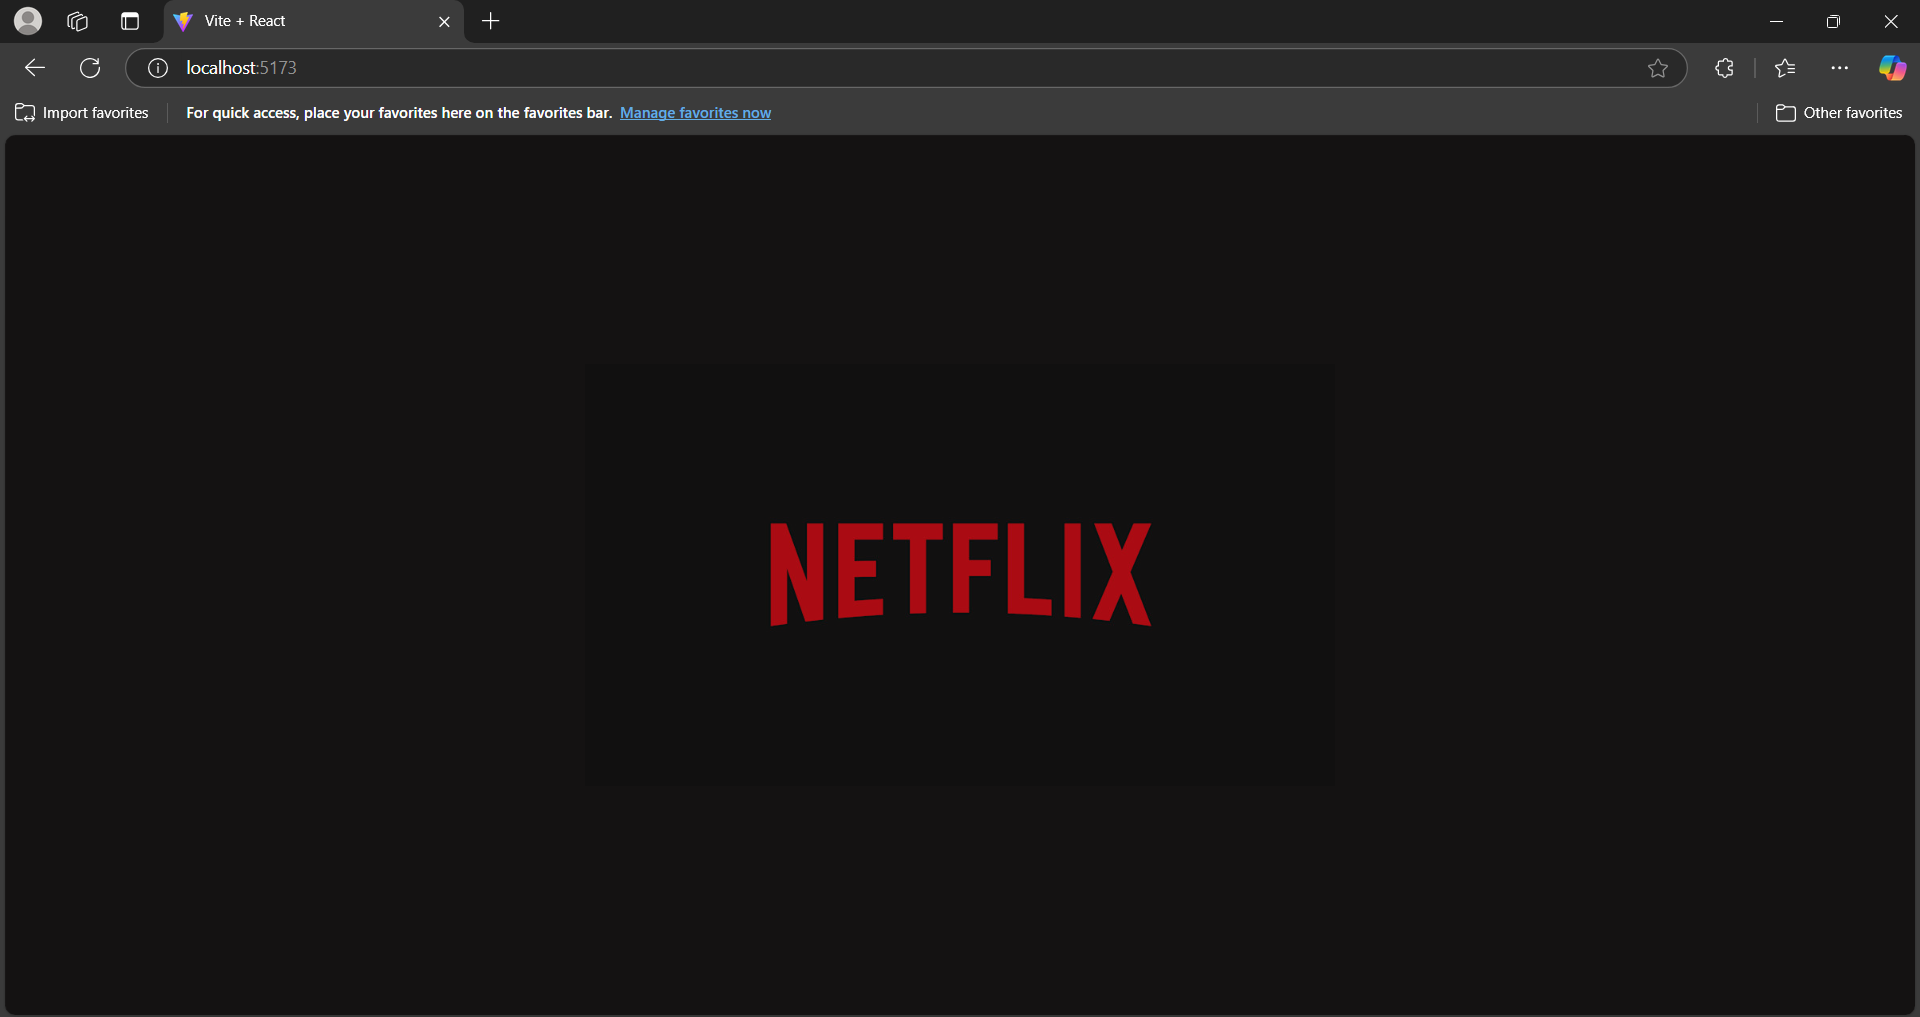 Vite + React
localhost:5173
Import favorites
For quick access, place your favorites here on the favorites bar. Manage favorites now
Other favorites
NETFLIX